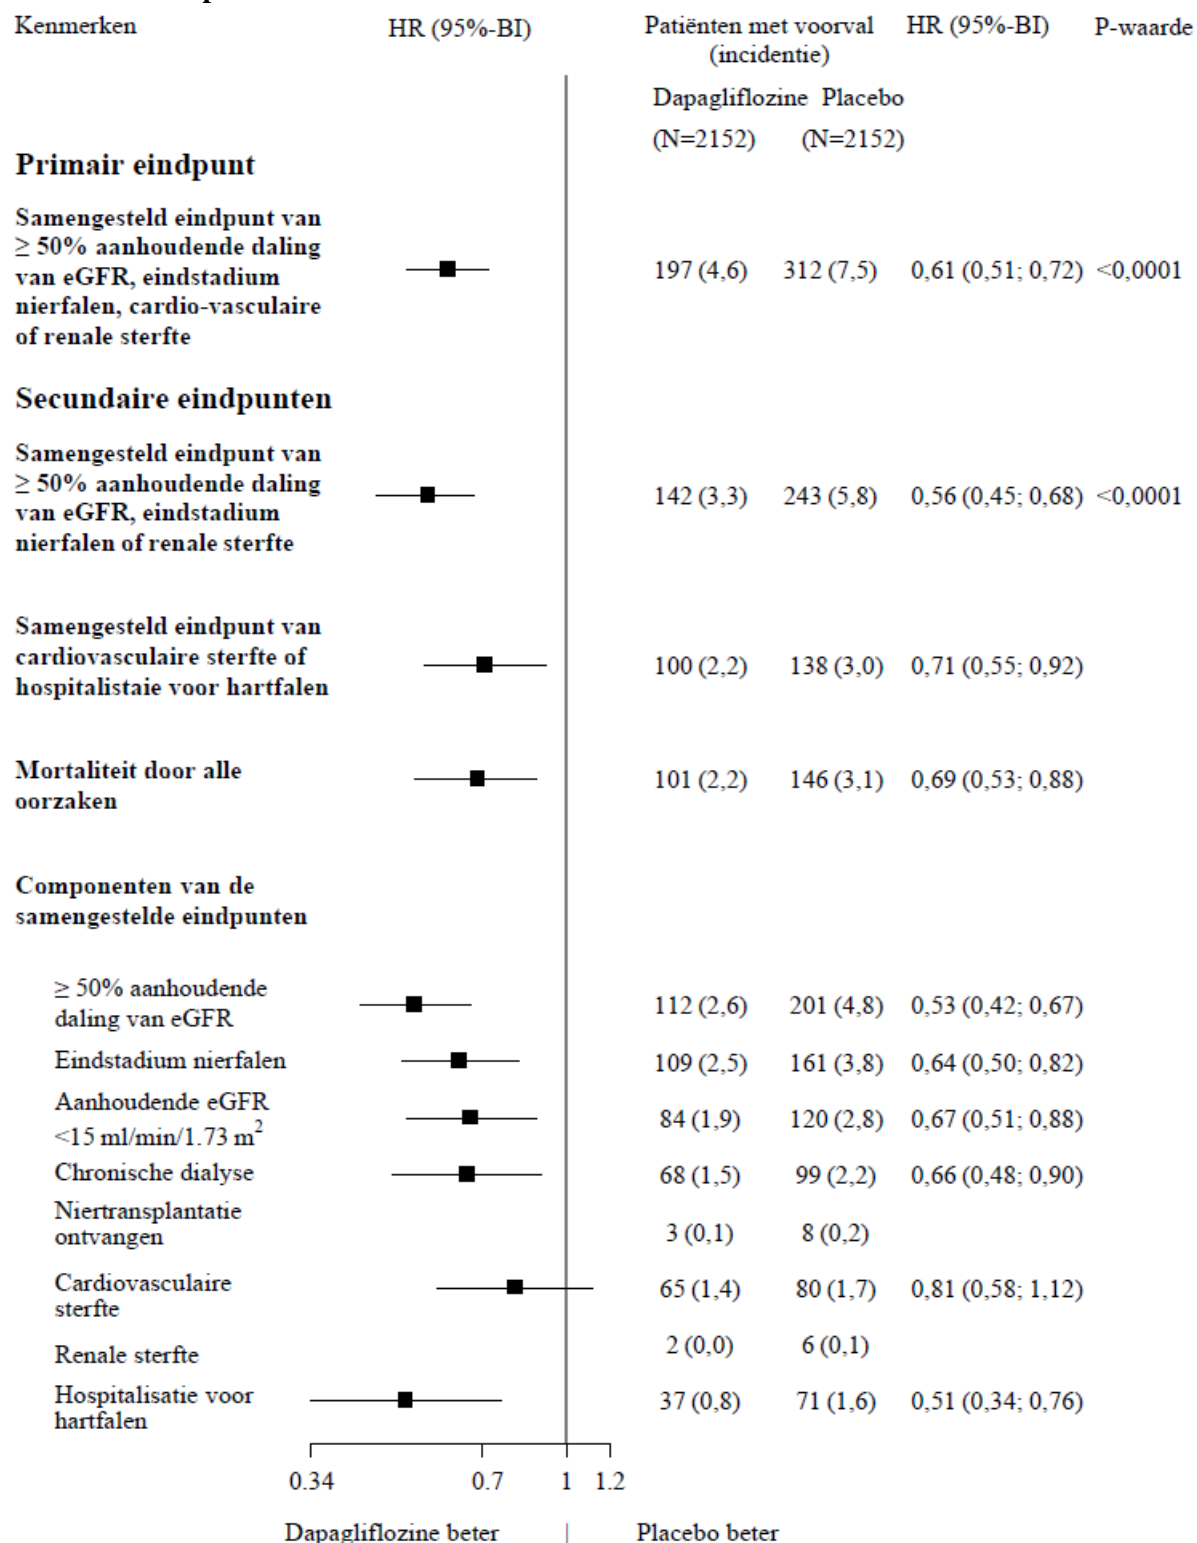 Kenmerken HR (95%-BI) Patiënten met voorval HR (95%-BI) P-waarde
(incidentie)
Dapagliflozine Placebo
(N=2152) (N=2152)
Primair eindpunt
Samengesteld eindpunt van
≥ 50% aanhoudende daling
van eGFR, eindstadium 197 (4,6) 312 (7,5) 0,61 (0,51; 0,72) <0,0001
nierfalen, cardio-vasculaire
of renale sterfte
Secundaire eindpunten
Samengesteld eindpunt van
≥ 50% aanhoudende daling
van eGFR, eindstadium 142 (3,3) 243 (5,8) 0,56 (0,45; 0,68) <0,0001
nierfalen of renale sterfte
Samengesteld eindpunt van
cardiovasculaire sterfte of 100 (2,2) 138 (3,0) 0,71 (0,55; 0,92)
hospitalistaie voor hartfalen
Mortaliteit door alle 101 (2,2) 146 (3,1) 0,69 (0,53; 0,88)
oorzaken
Componenten van de
samengestelde eindpunten
≥ 50% aanhoudende
daling van eGFR 112 (2,6) 201 (4,8) 0,53 (0,42; 0,67)
Eindstadium nierfalen 109 (2,5) 161 (3,8) 0,64 (0,50; 0,82)
Aanhoudende eGFR 84 (1,9) 120 (2,8) 0,67 (0,51; 0,88)
<15 ml/min/1.73 m²
Chronische dialyse 68 (1,5) 99 (2,2) 0,66 (0,48; 0,90)
Niertransplantatie
ontvangen 3 (0,1) 8 (0,2)
Cardiovasculaire 65 (1,4) 80 (1,7) 0,81 (0,58; 1,12)
sterfte
Renale sterfte 2 (0,0) 6 (0,1)
Hospitalisatie voor 37 (0,8) 71 (1,6) 0,51 (0,34; 0,76)
hartfalen
0.34 0.7 1 1.2
Dapagliflozine beter | Placebo beter